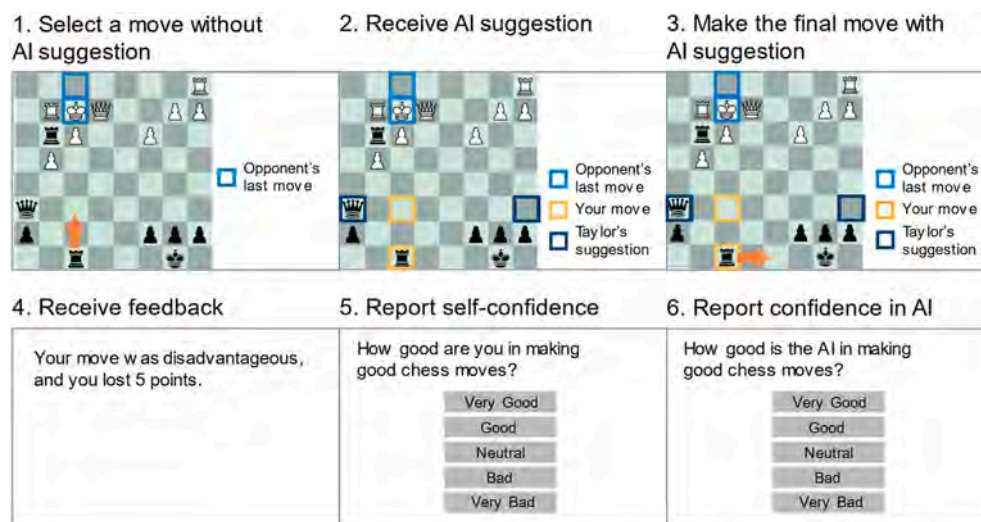 1. Select a move without
AI suggestion
2. Receive AI suggestion
3. Make the final move with
AI suggestion
Opponent's
last move
Opponent's
last move
Your move
Taylor's
suggestion
Opponent's
last move
Your move
Taylor's
suggestion
4. Receive feedback
5. Report self-confidence
6. Report confidence in AI
Your move was disadvantageous,
and you lost 5 points.
How good are you in making
good chess moves?
Very Good
Good
Neutral
Bad
Very Bad
How good is the AI in making
good chess moves?
Very Good
Good
Neutral
Bad
Very Bad